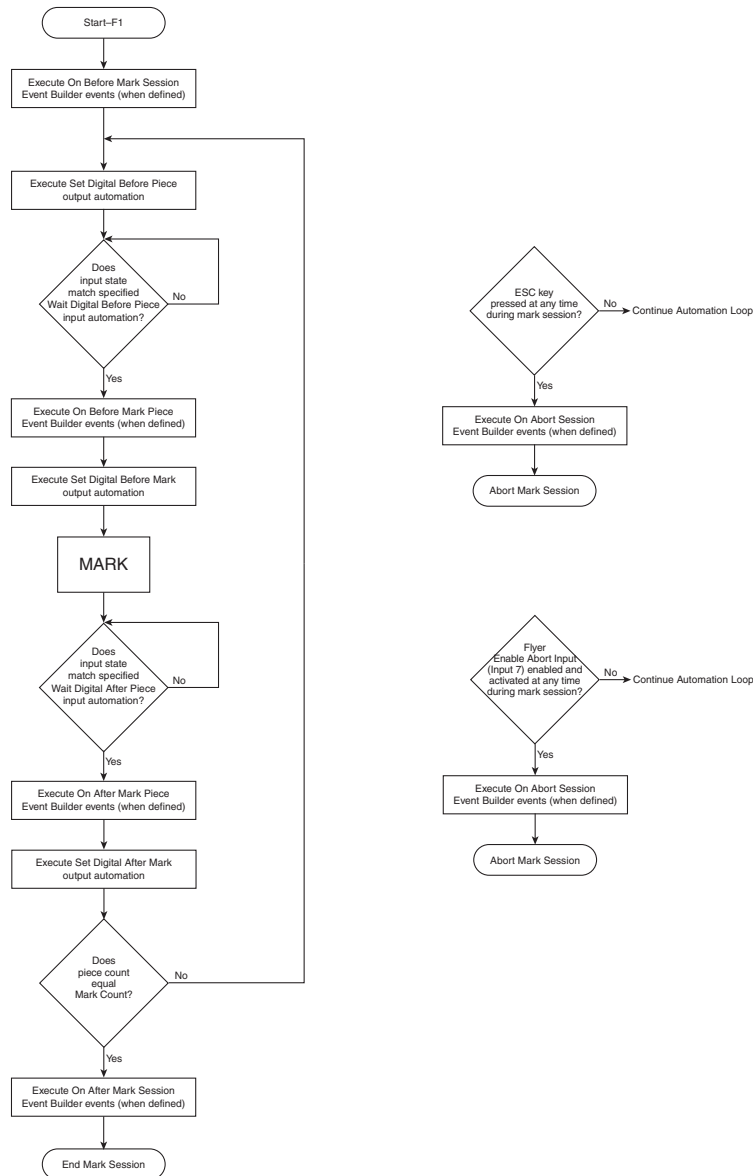 Start–F1
Execute On Before Mark Session
Event Builder events (when defined)
Execute Set Digital Before Piece
output automation
Does
input state
match specified
Wait Digital Before Piece
input automation?
No
Yes
Execute On Before Mark Piece
Event Builder events (when defined)
Execute Set Digital Before Mark
output automation
MARK
Does
input state
match specified
Wait Digital After Piece
input automation?
No
Yes
Execute On After Mark Piece
Event Builder events (when defined)
Execute Set Digital After Mark
output automation
Does
piece count
equal
Mark Count?
No
Yes
Execute On After Mark Session
Event Builder events (when defined)
End Mark Session
ESC key
pressed at any time
during mark session?
No
Continue Automation Loop
Yes
Execute On Abort Session
Event Builder events (when defined)
Abort Mark Session
Flyer
Enable Abort Input
(Input 7) enabled and
activated at any time
during mark session?
No
Continue Automation Loop
Yes
Execute On Abort Session
Event Builder events (when defined)
Abort Mark Session